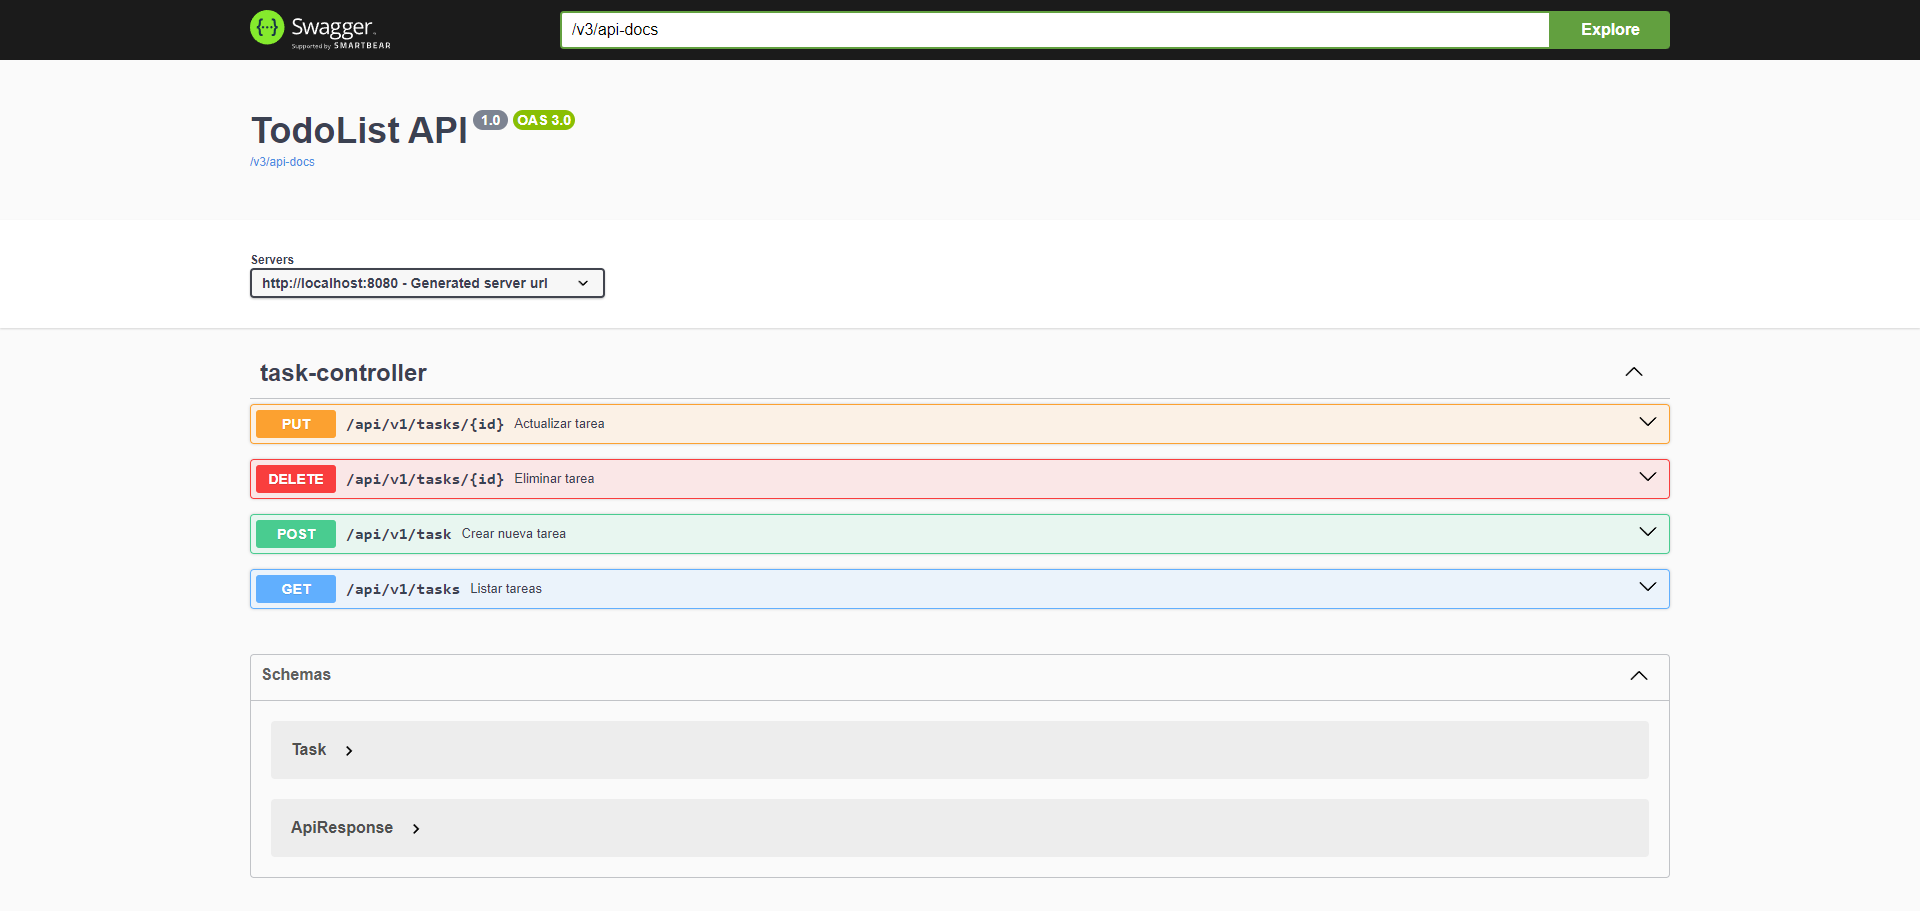 Swagger
Supported by SMARTBEAR
/v3/api-docs
Explore
TodoList API 1.0 OAS 3.0
/v3/api-docs
Servers
http://localhost:8080 - Generated server url
task-controller
PUT /api/v1/tasks/{id} Actualizar tarea
DELETE /api/v1/tasks/{id} Eliminar tarea
POST /api/v1/task Crear nueva tarea
GET /api/v1/tasks Listar tareas
Schemas
Task
ApiResponse